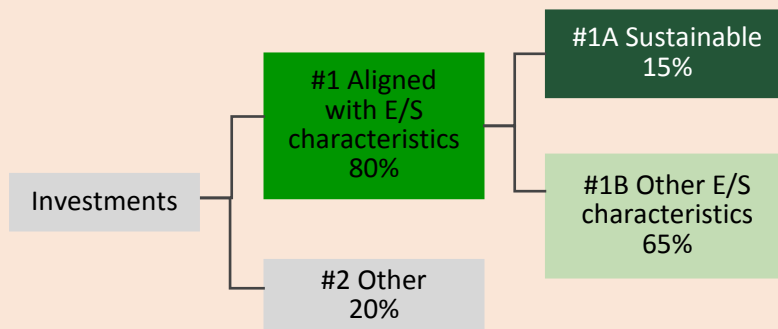 Investments
#1 Aligned
with E/S
characteristics
80%
#2 Other
20%
#1A Sustainable
15%
#1B Other E/S
characteristics
65%